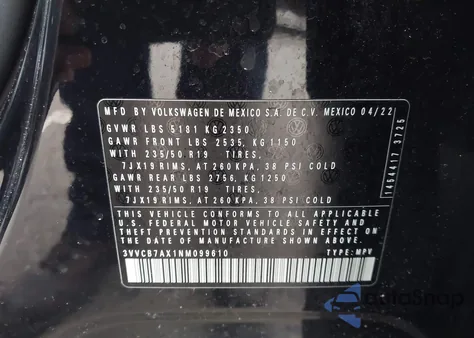 MFD BY VOLKSWAGEN DE MEXICO S.A. DE C.V. MEXICO 04/22
GVWR LBS 5181 KG 2350
GAWR FRONT LBS 2535, KG 1150
WITH 235/50 R19 TIRES,
7JX19 RIMS, AT 260 KPA, 38 PSI COLD
GAWR REAR LBS 2756, KG 1250
WITH 235/50 R19 TIRES,
7JX19 RIMS, AT 260 KPA, 38 PSI COLD
THIS VEHICLE CONFORMS TO ALL APPLICABLE
U.S. FEDERAL MOTOR VEHICLE SAFETY AND
THEFT PREVENTION STANDARDS IN EFFECT ON
THE DATE OF MANUFACTURE SHOWN ABOVE.
3VVCB7AX1NM099610 TYPE: MPV
14544417 3725
autoSnap